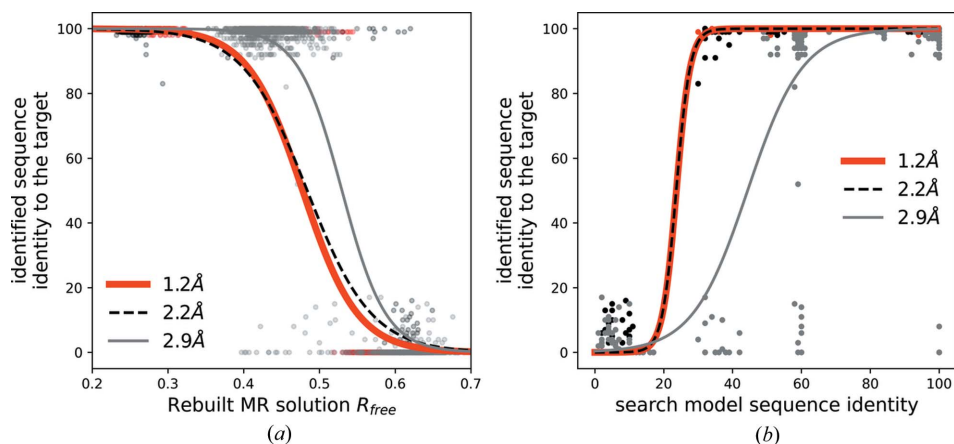 identified sequence
identity to the target
100
80
60
40
20
0
1.2Å
2.2Å
2.9Å
0.2 0.3 0.4 0.5 0.6 0.7
Rebuilt MR solution R_free
(a)
identified sequence
identity to the target
100
80
60
40
20
0
1.2Å
2.2Å
2.9Å
0 20 40 60 80 100
search model sequence identity
(b)